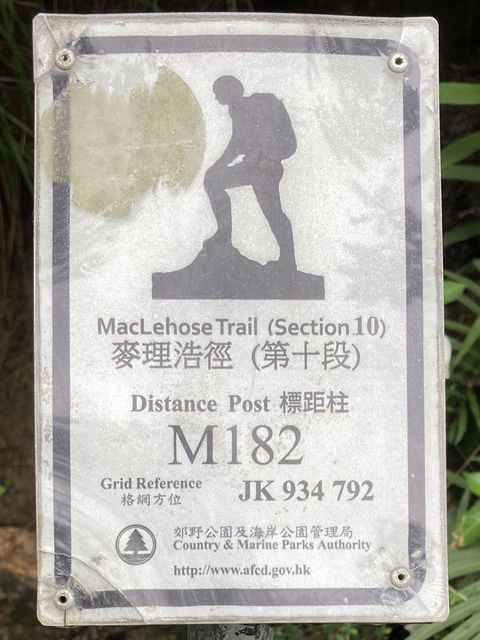 MacLehose Trail (Section 10)
麥理浩徑 (第十段)
Distance Post 標距柱
M182
Grid Reference JK 934 792
格網方位
郊野公園及海岸公園管理局
Country & Marine Parks Authority
http://www.afcd.gov.hk